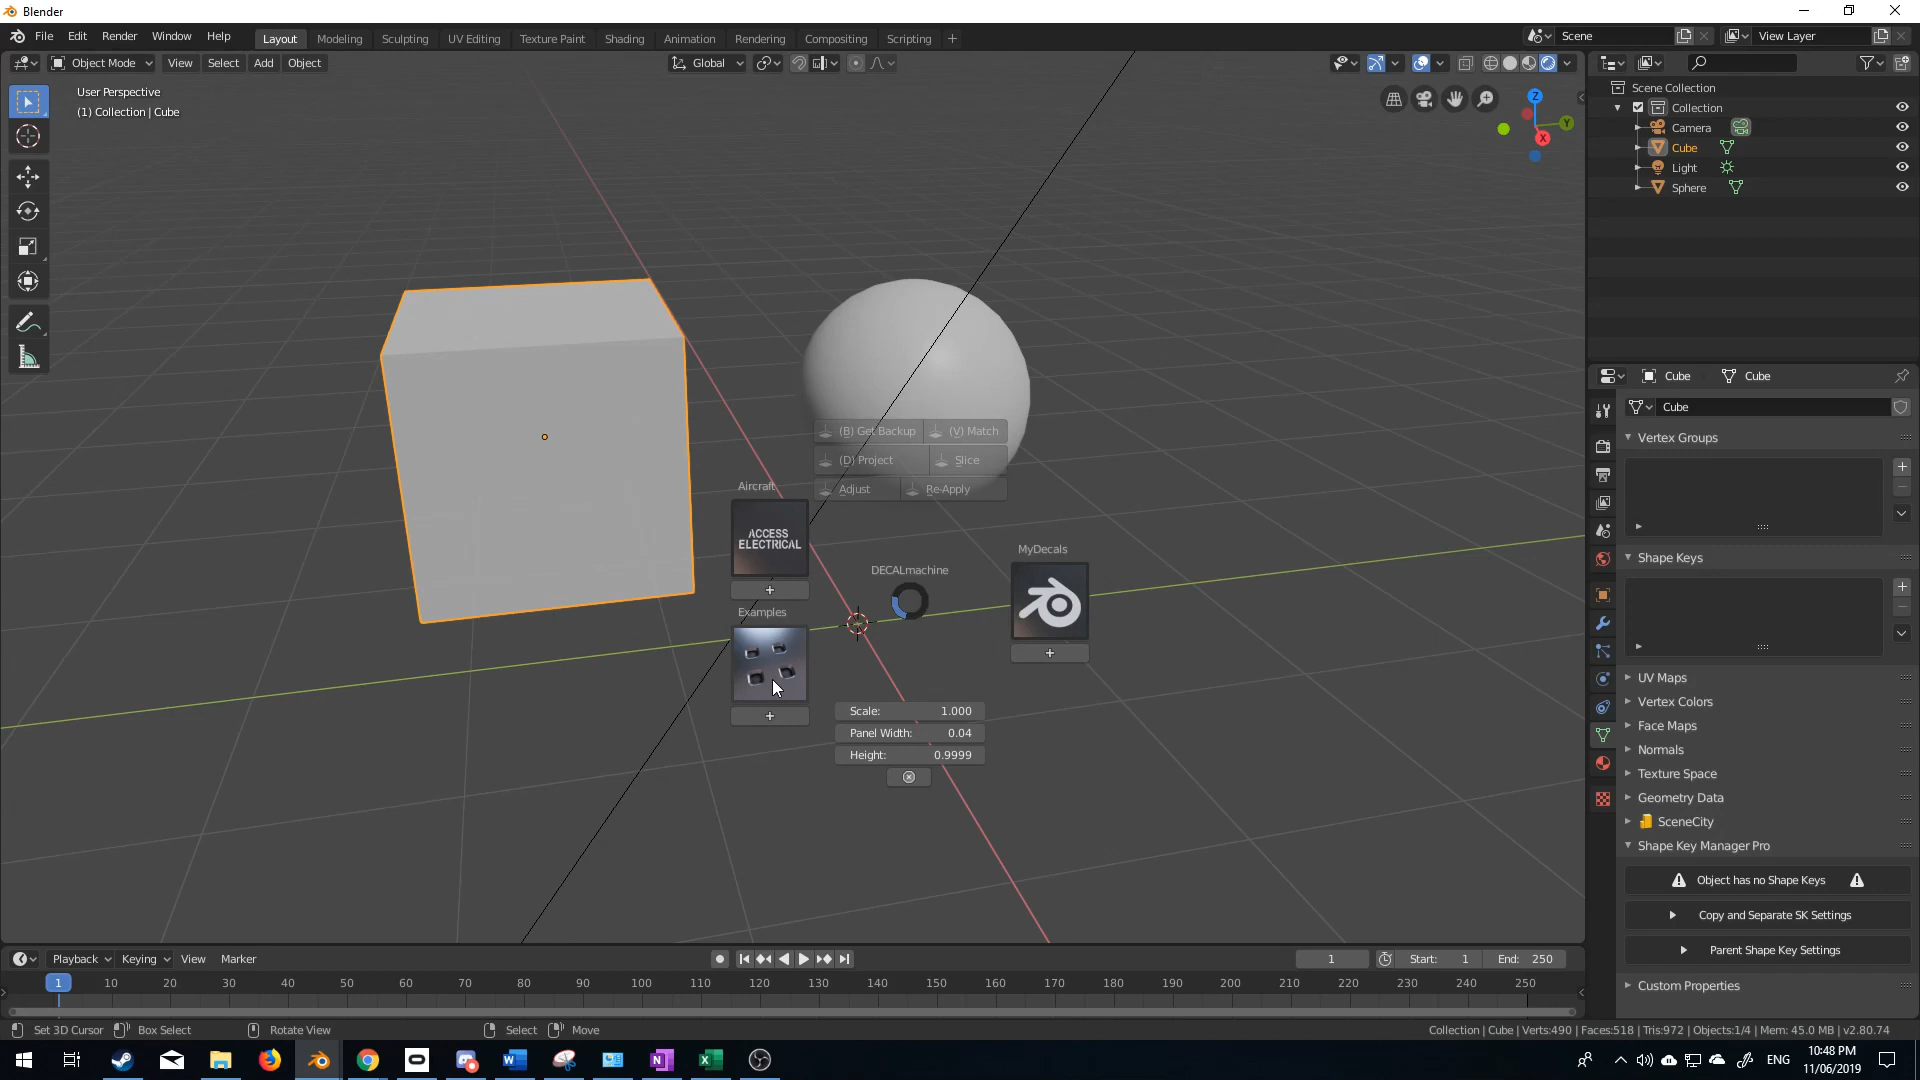 Blender
File Edit Render Window Help
Layout Modeling Sculpting UV Editing Texture Paint Shading Animation Rendering Compositing Scripting +
Scene
View Layer
Object Mode View Select Add Object
Global
User Perspective
(1) Collection | Cube
Z
Y
X
Scene Collection
Collection
Camera
Cube
Light
Sphere
(B) Get Backup (V) Match
(D) Project Slice
Adjust Re-Apply
Aircraft
ACCESS
ELECTRICAL
+
Examples
+
DECALmachine
MyDecals
+
Scale: 1.000
Panel Width: 0.04
Height: 0.9999
Cube Cube
Cube
Vertex Groups
Shape Keys
UV Maps
Vertex Colors
Face Maps
Normals
Texture Space
Geometry Data
SceneCity
Shape Key Manager Pro
Object has no Shape Keys
Copy and Separate SK Settings
Parent Shape Key Settings
Custom Properties
Playback Keying View Marker
1 Start: 1 End: 250
1 10 20 30 40 50 60 70 80 90 100 110 120 130 140 150 160 170 180 190 200 210 220 230 240 250
Set 3D Cursor Box Select Rotate View Select Move
Collection | Cube | Verts:490 | Faces:518 | Tris:972 | Objects:1/4 | Mem: 45.0 MB | v2.80.74
ENG
10:48 PM
11/06/2019